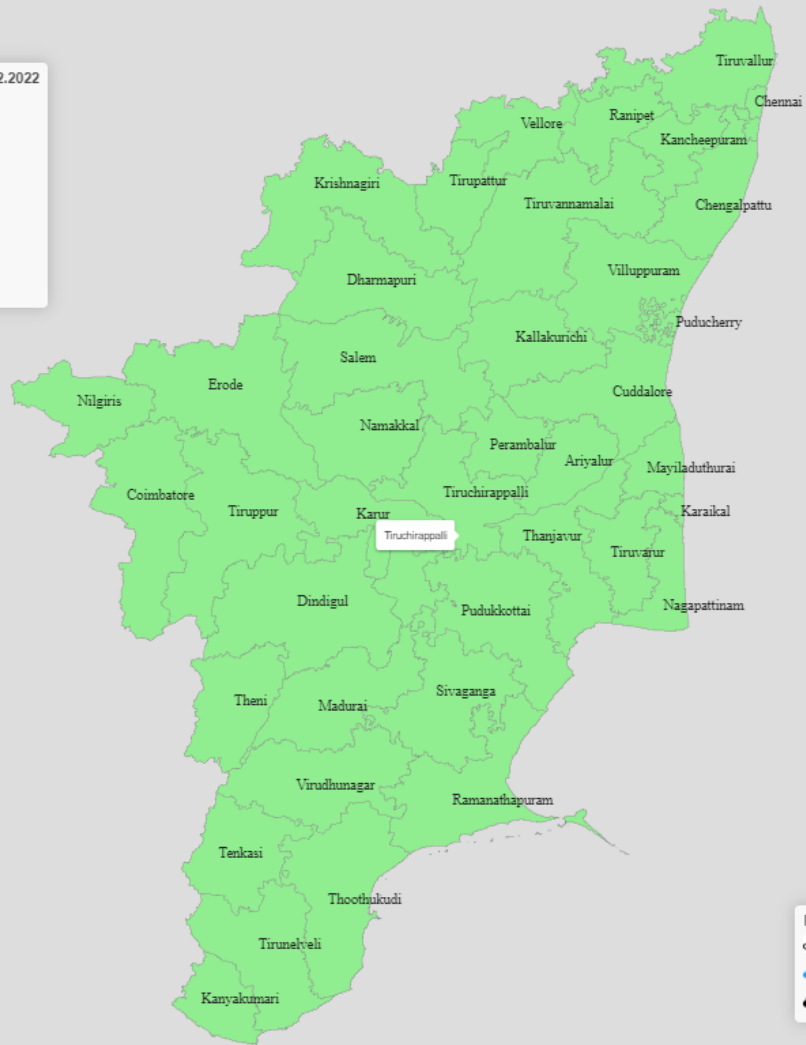 2.2022
Tiruvallur
Chennai
Ranipet
Vellore
Kancheepuram
Tirupattur
Krishnagiri
Tiruvannamalai
Chengalpattu
Villuppuram
Dharmapuri
Puducherry
Kallakurichi
Salem
Erode
Cuddalore
Nilgiris
Namakkal
Perambalur
Ariyalur
Mayiladuthurai
Tiruchirappalli
Coimbatore
Tiruppur
Karur
Karaikal
Tiruchirappalli
Thanjavur
Tiruvarur
Dindigul
Nagapattinam
Pudukkottai
Sivaganga
Theni
Madurai
Virudhunagar
Ramanathapuram
Tenkasi
Thoothukudi
Tirunelveli
Kanyakumari